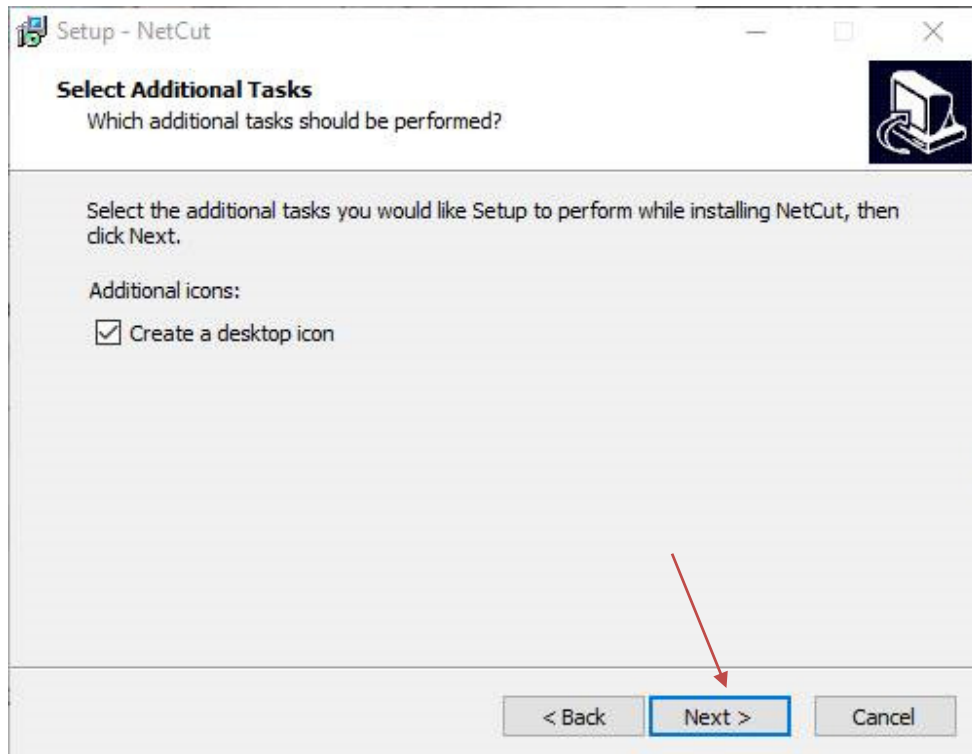 Setup - NetCut
Select Additional Tasks
Which additional tasks should be performed?
Select the additional tasks you would like Setup to perform while installing NetCut, then
click Next.
Additional icons:
Create a desktop icon
< Back Next > Cancel